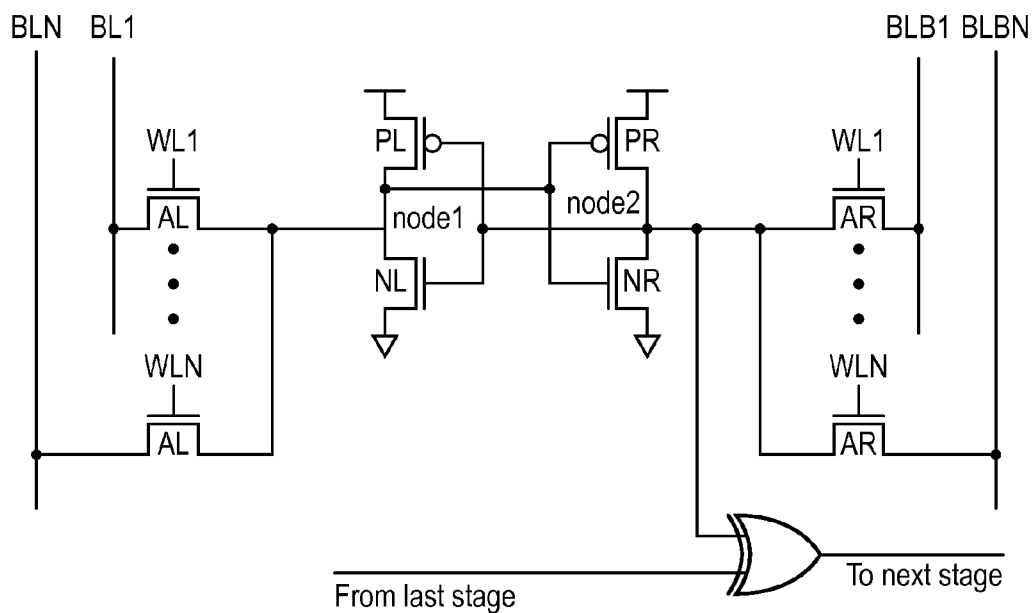 BLN BL1 BLB1 BLBN
WL1 PL PR WL1
AL node1 node2 AR
NL NR
WLN WLN
AL AR
From last stage To next stage